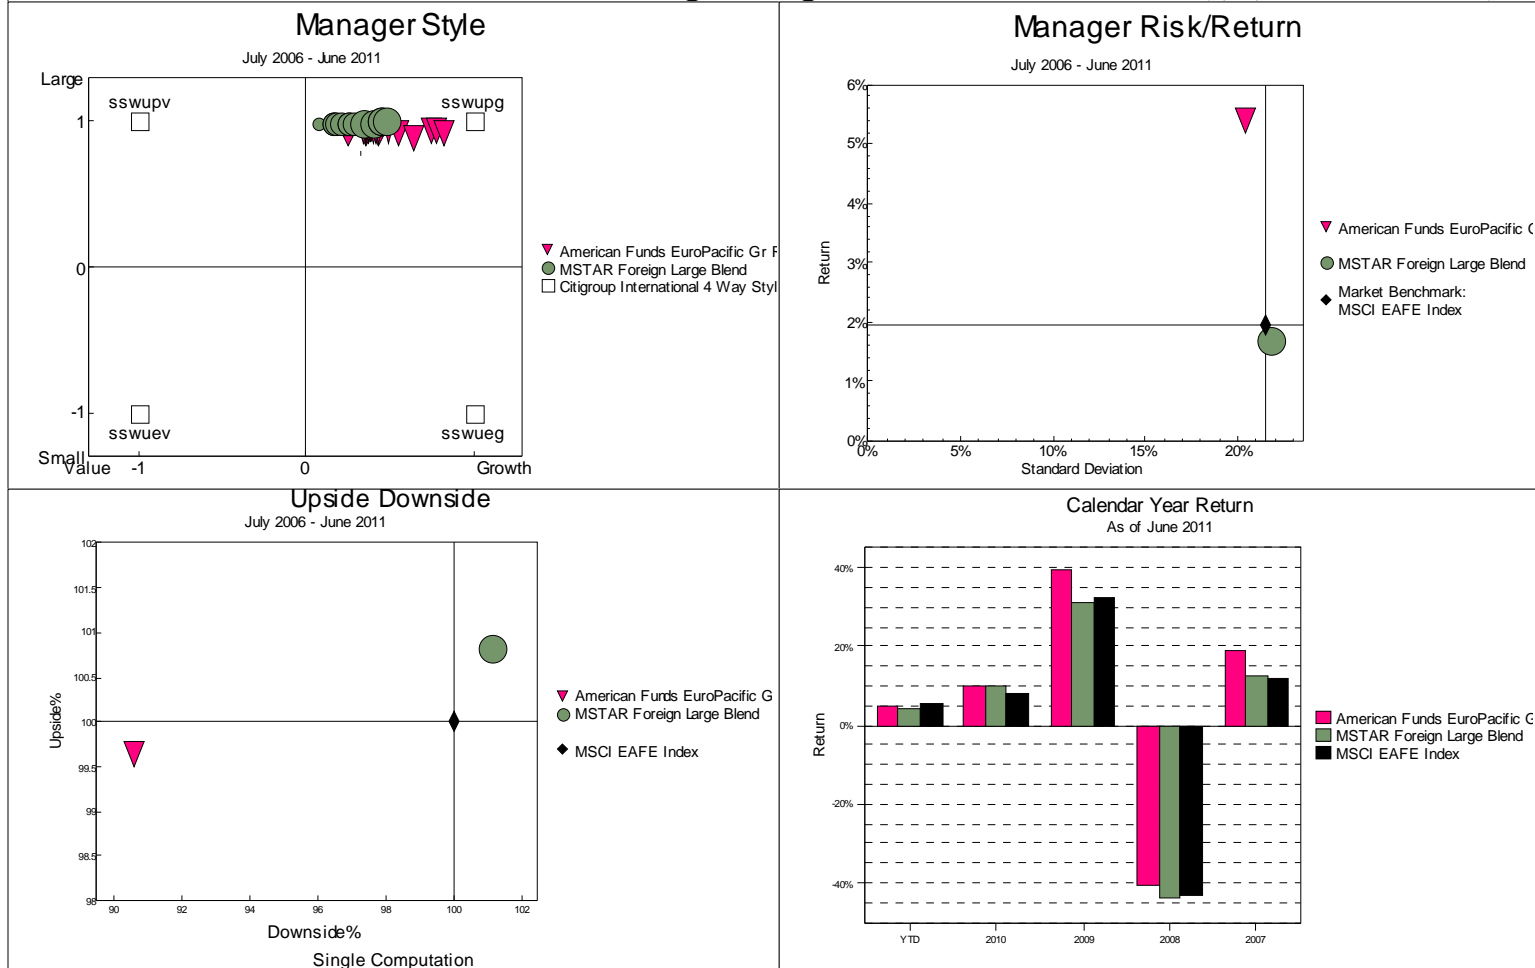 Manager Style
July 2006 - June 2011
Large
sswupv
sswupg
1
0
-1
sswuev
sswueg
Small
Value
-1
0
Growth
American Funds EuroPacific Gr F
MSTAR Foreign Large Blend
Citigroup International 4 Way Styl
Manager Risk/Return
July 2006 - June 2011
Return
6%
5%
4%
3%
2%
1%
0%
0%
5%
10%
15%
20%
Standard Deviation
American Funds EuroPacific G
MSTAR Foreign Large Blend
Market Benchmark:
MSCI EAFE Index
Upside Downside
July 2006 - June 2011
Upside%
102
101.5
101
100.5
100
99.5
99
98.5
98
90
92
94
96
98
100
102
Downside%
Single Computation
American Funds EuroPacific G
MSTAR Foreign Large Blend
MSCI EAFE Index
Calendar Year Return
As of June 2011
Return
40%
20%
0%
-20%
-40%
YTD
2010
2009
2008
2007
American Funds EuroPacific G
MSTAR Foreign Large Blend
MSCI EAFE Index